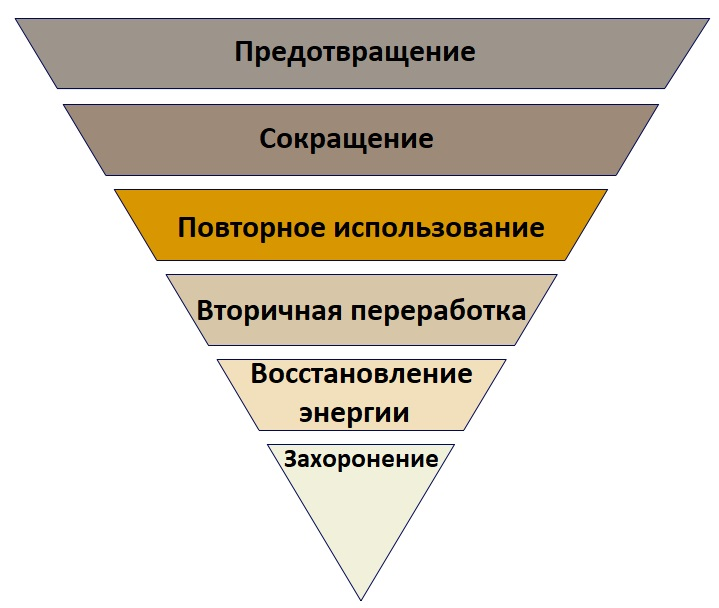 Предотвращение
Сокращение
Повторное использование
Вторичная переработка
Восстановление
энергии
Захоронение